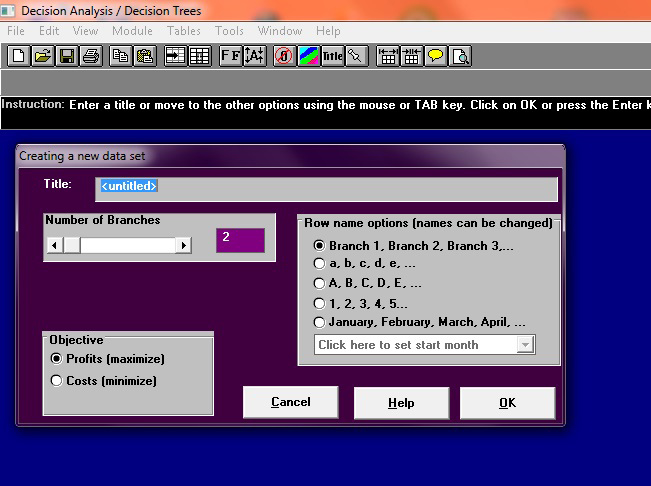 Decision Analysis / Decision Trees
File Edit View Module Tables Tools Window Help
FF A Title
Instruction: Enter a title or move to the other options using the mouse or TAB key. Click on OK or press the Enter k
Creating a new data set
Title: <untitled>
Number of Branches
2
Row name options (names can be changed)
Branch 1, Branch 2, Branch 3,...
a, b, c, d, e, ...
A, B, C, D, E, ...
1, 2, 3, 4, 5...
January, February, March, April, ...
Click here to set start month
Objective
Profits (maximize)
Costs (minimize)
Cancel Help OK